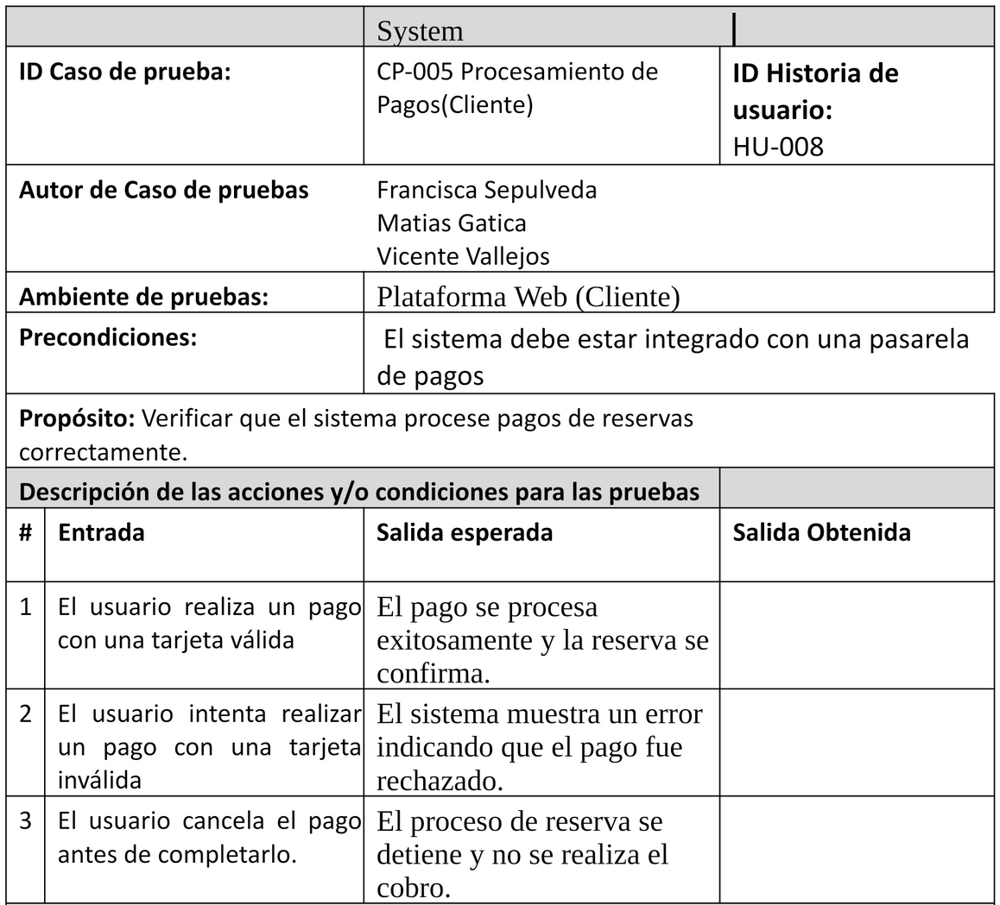 System
ID Caso de prueba:
CP-005 Procesamiento de
Pagos(Cliente)
ID Historia de
usuario:
HU-008
Autor de Caso de pruebas
Francisca Sepulveda
Matias Gatica
Vicente Vallejos
Ambiente de pruebas:
Plataforma Web (Cliente)
Precondiciones:
El sistema debe estar integrado con una pasarela
de pagos
Propósito: Verificar que el sistema procese pagos de reservas
correctamente.
Descripción de las acciones y/o condiciones para las pruebas
#
Entrada
Salida esperada
Salida Obtenida
1
El usuario realiza un pago
con una tarjeta válida
El pago se procesa
exitosamente y la reserva se
confirma.
2
El usuario intenta realizar
un pago con una tarjeta
inválida
El sistema muestra un error
indicando que el pago fue
rechazado.
3
El usuario cancela el pago
antes de completarlo.
El proceso de reserva se
detiene y no se realiza el
cobro.